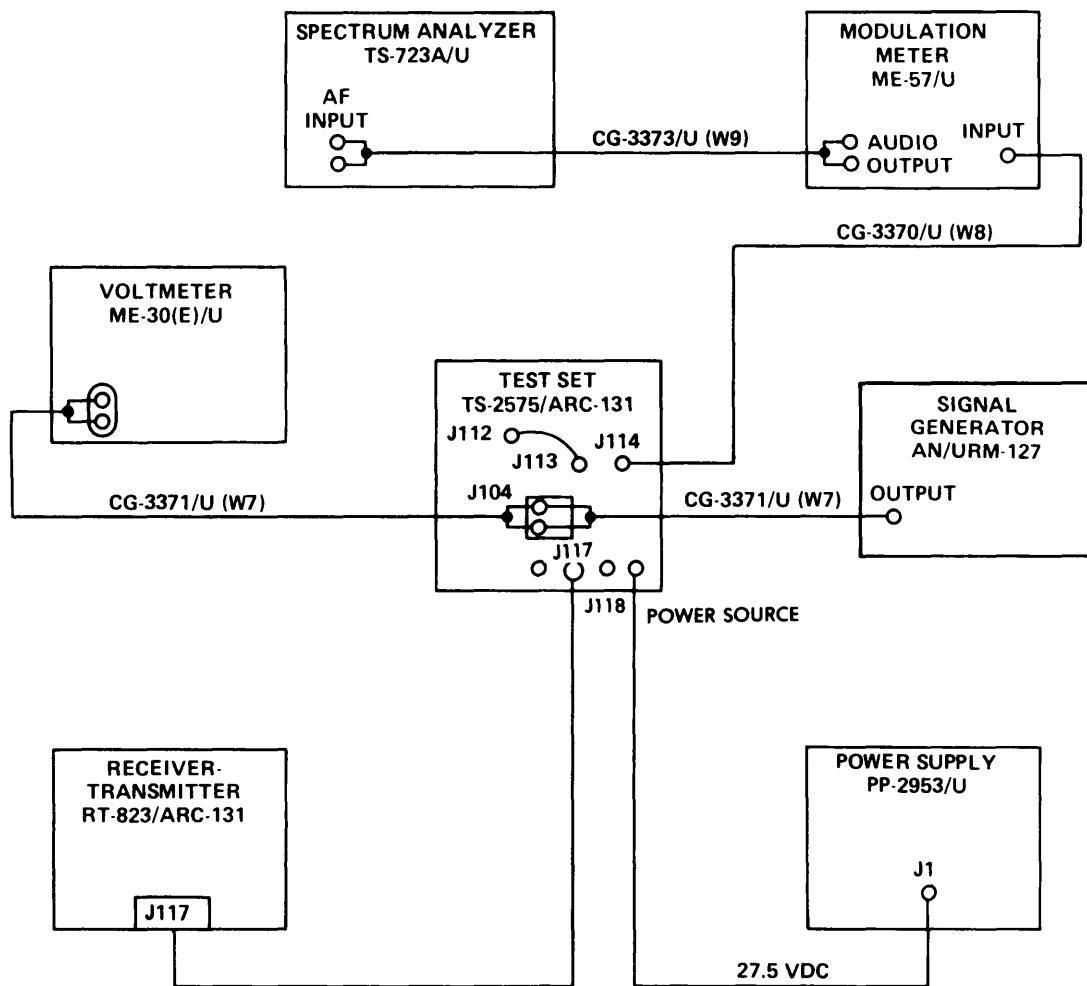 SPECTRUM ANALYZER
TS-723A/U
AF
INPUT
CG-3373/U (W9)
MODULATION
METER
ME-57/U
AUDIO
OUTPUT
INPUT
CG-3370/U (W8)
VOLTMETER
ME-30(E)/U
TEST SET
TS-2575/ARC-131
J112
J113
J114
J104
J117
J118
POWER SOURCE
CG-3371/U (W7)
CG-3371/U (W7)
SIGNAL
GENERATOR
AN/URM-127
OUTPUT
RECEIVER-
TRANSMITTER
RT-823/ARC-131
J117
POWER SUPPLY
PP-2953/U
J1
27.5 VDC